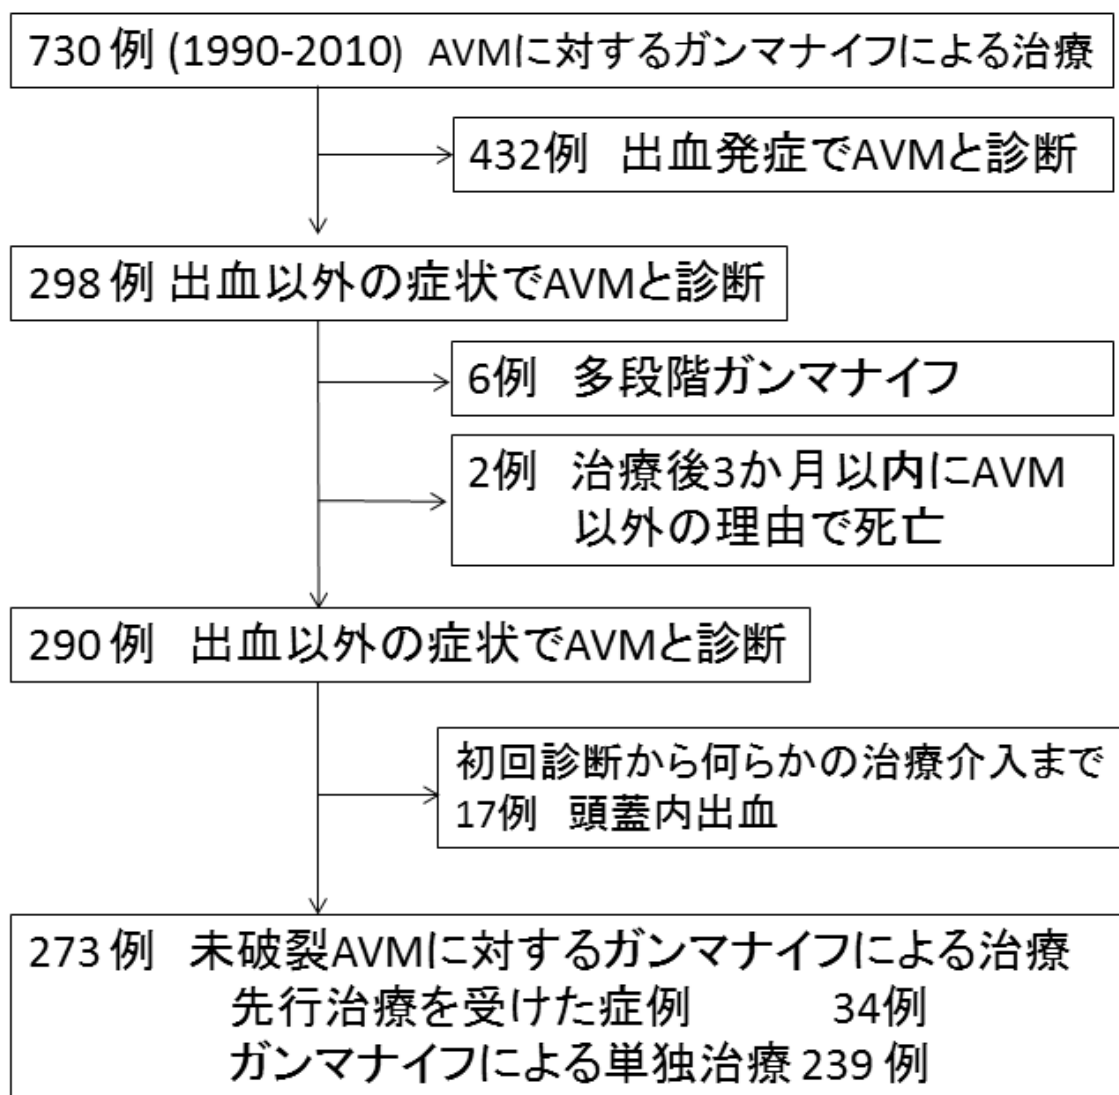 730 例 (1990-2010) AVMに対するガンマナイフによる治療
432例 出血発症でAVMと診断
298 例 出血以外の症状でAVMと診断
6例 多段階ガンマナイフ
2例 治療後3か月以内にAVM
以外の理由で死亡
290 例 出血以外の症状でAVMと診断
初回診断から何らかの治療介入まで
17例 頭蓋内出血
273 例 未破裂AVMに対するガンマナイフによる治療
先行治療を受けた症例 34例
ガンマナイフによる単独治療 239 例